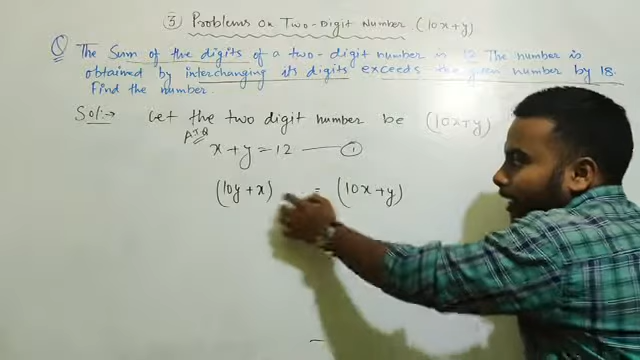 ③ Problems On Two-Digit Number (10x+y)
Q The Sum of the digits of a two-digit number is 12 The number is
obtained by interchanging its digits exceeds the given number by 18.
Find the number.
Sol:→ Let the two digit number be (10x+y)
ATQ
x+y=12 —— ①
(10y+x) = (10x+y)